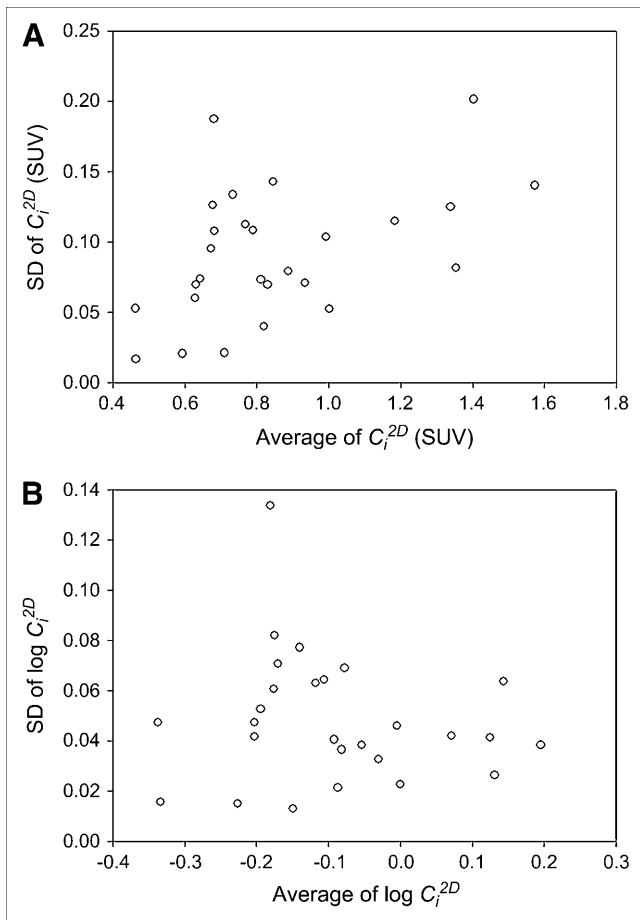 A
0.25
0.20
0.15
0.10
0.05
0.00
SD of C_i^2D (SUV)
0.4 0.6 0.8 1.0 1.2 1.4 1.6 1.8
Average of C_i^2D (SUV)
B
0.14
0.12
0.10
0.08
0.06
0.04
0.02
0.00
SD of log C_i^2D
-0.4 -0.3 -0.2 -0.1 0.0 0.1 0.2 0.3
Average of log C_i^2D